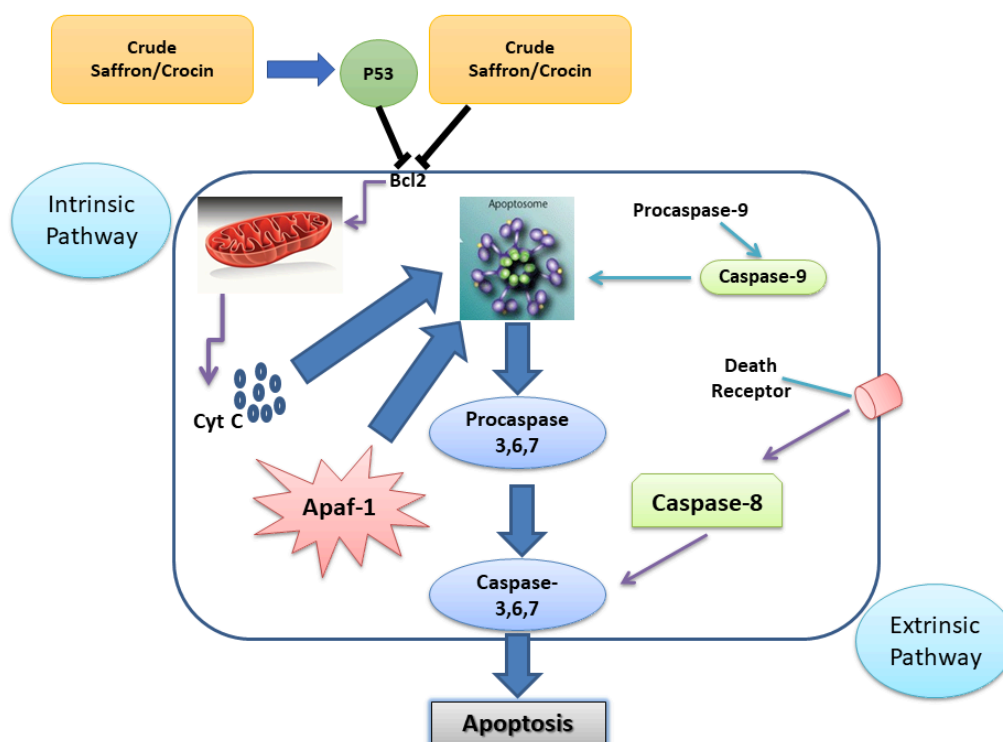 Crude
Saffron/Crocin
P53
Crude
Saffron/Crocin
Bcl2
Intrinsic
Pathway
Apoptosome
Procaspase-9
Caspase-9
Death
Receptor
Cyt C
Procaspase
3,6,7
Apaf-1
Caspase-8
Caspase-
3,6,7
Extrinsic
Pathway
Apoptosis